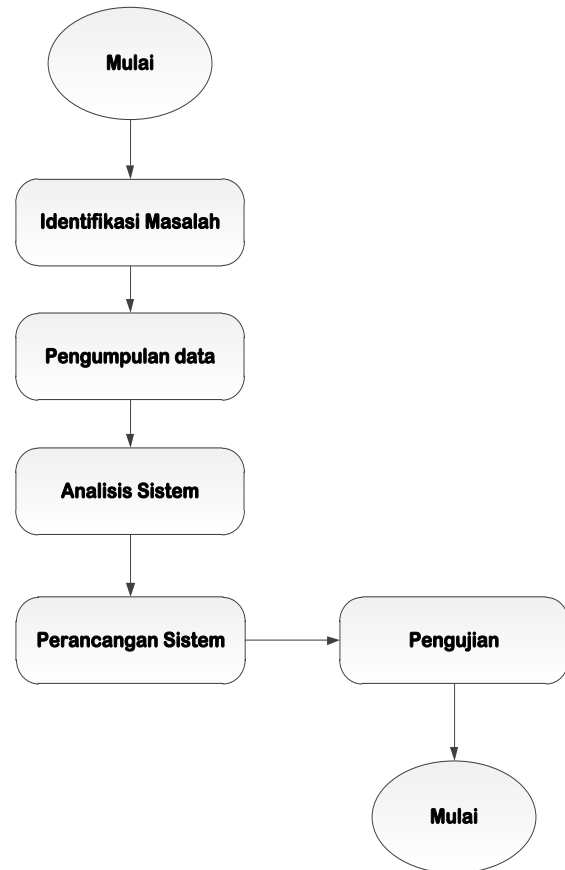 Mulai
Identifikasi Masalah
Pengumpulan data
Analisis Sistem
Perancangan Sistem
Pengujian
Mulai